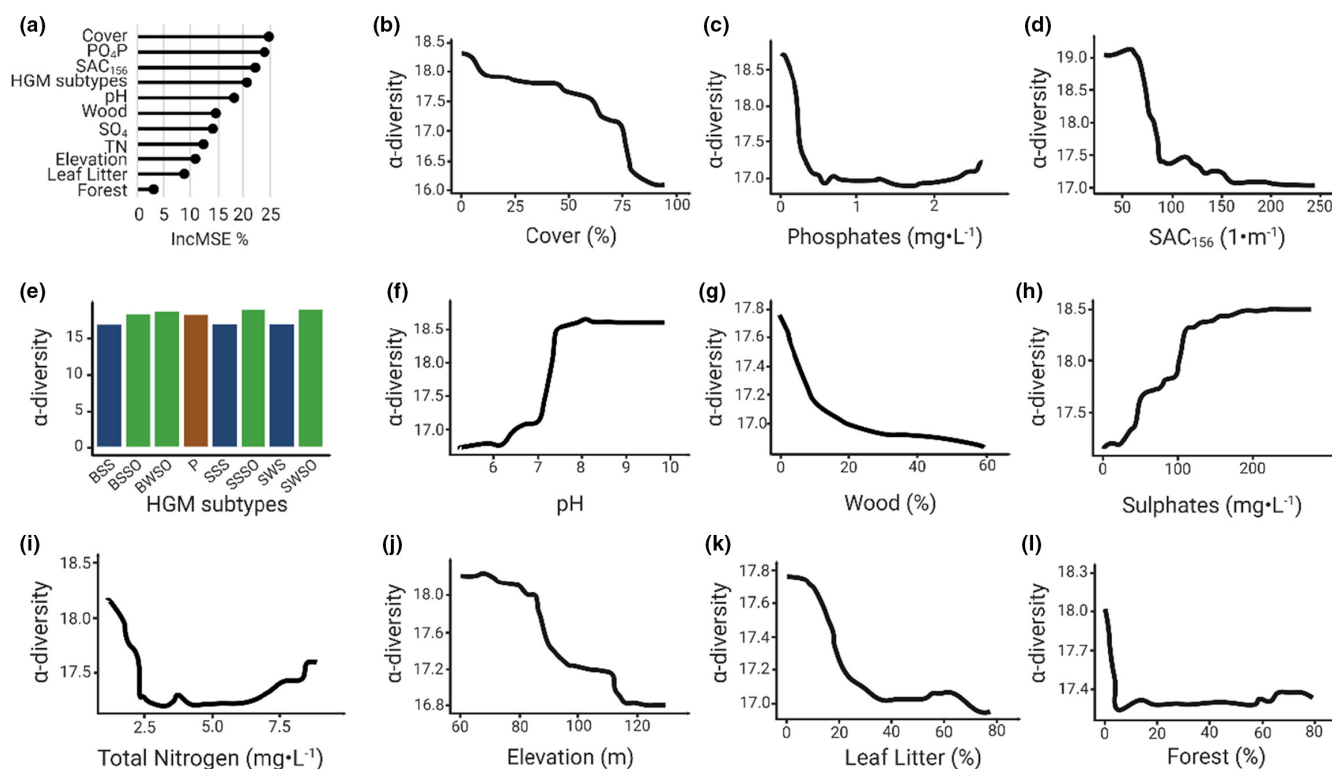 (a)
Cover
PO₄P
SAC₁₅₆
HGM subtypes
pH
Wood
SO₄
TN
Elevation
Leaf Litter
Forest
0 5 10 15 20 25
IncMSE %
(b)
α-diversity
18.5
18.0
17.5
17.0
16.5
16.0
0 25 50 75 100
Cover (%)
(c)
α-diversity
18.5
18.0
17.5
17.0
0 1 2
Phosphates (mg•L⁻¹)
(d)
α-diversity
19.0
18.5
18.0
17.5
17.0
50 100 150 200 250
SAC₁₅₆ (1•m⁻¹)
(e)
α-diversity
15
10
5
0
BSS BSSO BWSO P SSS SSSO SWS SWSO
HGM subtypes
(f)
α-diversity
18.5
18.0
17.5
17.0
6 7 8 9 10
pH
(g)
α-diversity
17.8
17.6
17.4
17.2
17.0
0 20 40 60
Wood (%)
(h)
α-diversity
18.5
18.0
17.5
0 100 200
Sulphates (mg•L⁻¹)
(i)
α-diversity
18.5
18.0
17.5
2.5 5.0 7.5
Total Nitrogen (mg•L⁻¹)
(j)
α-diversity
18.0
17.6
17.2
16.8
60 80 100 120
Elevation (m)
(k)
α-diversity
17.8
17.6
17.4
17.2
17.0
0 20 40 60 80
Leaf Litter (%)
(l)
α-diversity
18.3
18.0
17.7
17.4
0 20 40 60 80
Forest (%)